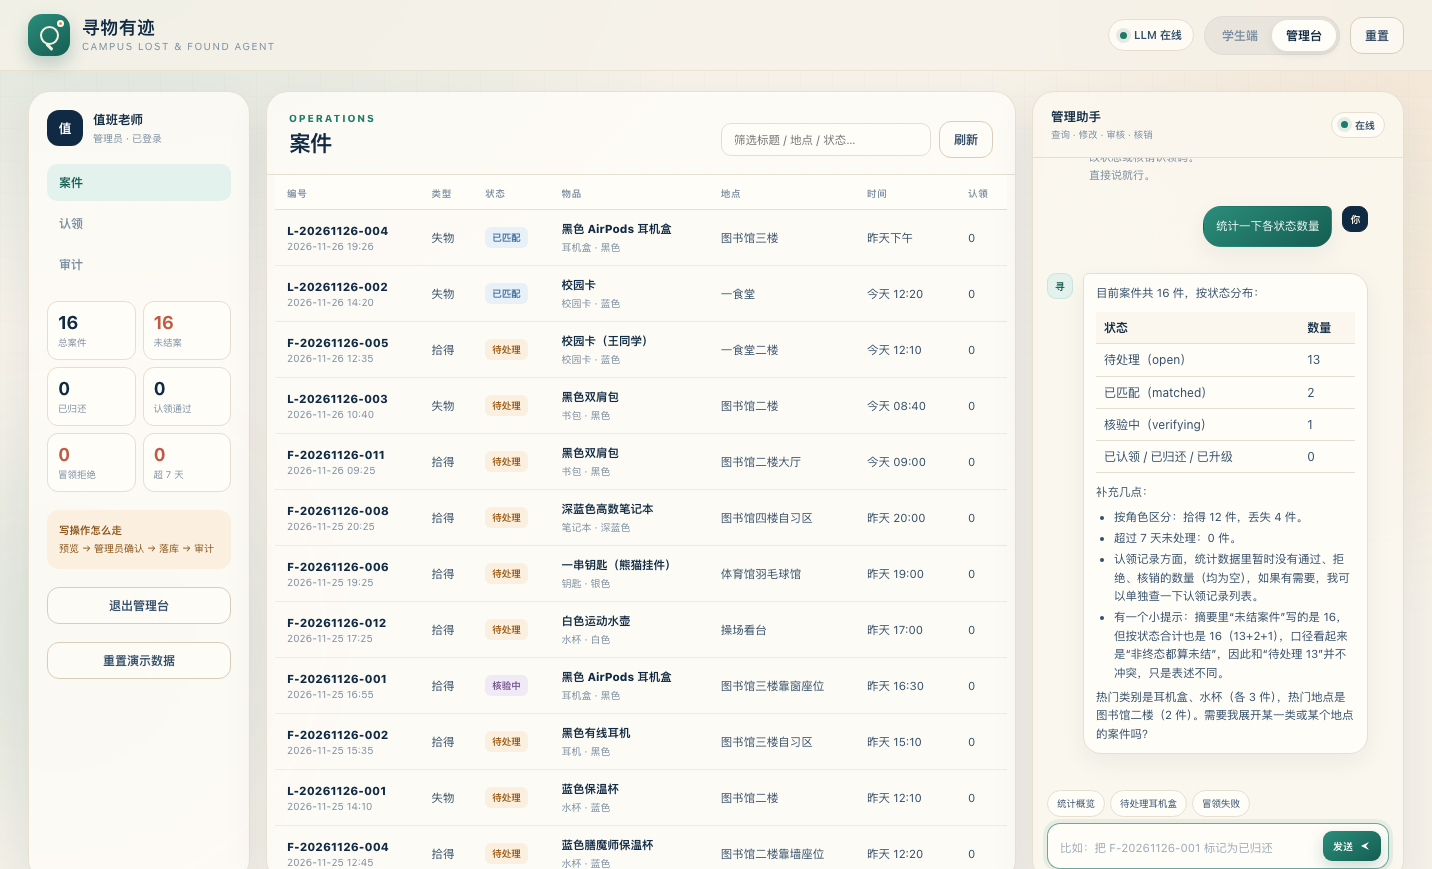 寻物有迹
CAMPUS LOST & FOUND AGENT
LLM 在线
学生端
管理台
重置
值
值班老师
管理员 · 已登录
案件
认领
审计
16
总案件
16
未结案
0
已归还
0
认领通过
0
冒领拒绝
0
超 7 天
写操作怎么走
预览 → 管理员确认 → 落库 → 审计
退出管理台
重置演示数据
OPERATIONS
案件
筛选标题 / 地点 / 状态...
刷新
编号 类型 状态 物品 地点 时间 认领
L-20261126-004 失物 已匹配 黑色 AirPods 耳机盒 图书馆三楼 昨天下午 0
2026-11-26 19:26 耳机盒 · 黑色
L-20261126-002 失物 已匹配 校园卡 一食堂 今天 12:20 0
2026-11-26 14:20 校园卡 · 蓝色
F-20261126-005 拾得 待处理 校园卡（王同学） 一食堂二楼 今天 12:10 0
2026-11-26 12:35 校园卡 · 蓝色
L-20261126-003 失物 待处理 黑色双肩包 图书馆二楼 今天 08:40 0
2026-11-26 10:40 书包 · 黑色
F-20261126-011 拾得 待处理 黑色双肩包 图书馆二楼大厅 今天 09:00 0
2026-11-26 09:25 书包 · 黑色
F-20261126-008 拾得 待处理 深蓝色高数笔记本 图书馆四楼自习区 昨天 20:00 0
2026-11-25 20:25 笔记本 · 深蓝色
F-20261126-006 拾得 待处理 一串钥匙（熊猫挂件） 体育馆羽毛球馆 昨天 19:00 0
2026-11-25 19:25 钥匙 · 银色
F-20261126-012 拾得 待处理 白色运动水壶 操场看台 昨天 17:00 0
2026-11-25 17:25 水杯 · 白色
F-20261126-001 拾得 核验中 黑色 AirPods 耳机盒 图书馆三楼靠窗座位 昨天 16:30 0
2026-11-25 16:55 耳机盒 · 黑色
F-20261126-002 拾得 待处理 黑色有线耳机 图书馆三楼自习区 昨天 15:10 0
2026-11-25 15:35 耳机 · 黑色
L-20261126-001 失物 待处理 蓝色保温杯 图书馆二楼 昨天 12:10 0
2026-11-25 14:10 水杯 · 蓝色
F-20261126-004 拾得 待处理 蓝色膳魔师保温杯 图书馆二楼靠墙座位 昨天 12:20 0
2026-11-25 12:45 水杯 · 蓝色
管理助手
查询 · 修改 · 审核 · 核销
在线
改状态或核销认领码。
直接说就行。
统计一下各状态数量
你
寻
目前案件共 16 件，按状态分布：
状态 数量
待处理（open） 13
已匹配（matched） 2
核验中（verifying） 1
已认领 / 已归还 / 已升级 0
补充几点：
• 按角色区分：拾得 12 件，丢失 4 件。
• 超过 7 天未处理：0 件。
• 认领记录方面，统计数据里暂时没有通过、拒
绝、核销的数量（均为空），如果有需要，我可
以单独查一下认领记录列表。
• 有一个小提示：摘要里“未结案件”写的是 16，
但按状态合计也是 16（13+2+1），口径看起来
是“非终态都算未结”，因此和“待处理 13”并不
冲突，只是表述不同。
热门类别是耳机盒、水杯（各 3 件），热门地点是
图书馆二楼（2 件）。需要我展开某一类或某个地点
的案件吗？
统计概览
待处理耳机盒
冒领失败
比如：把 F-20261126-001 标记为已归还
发送